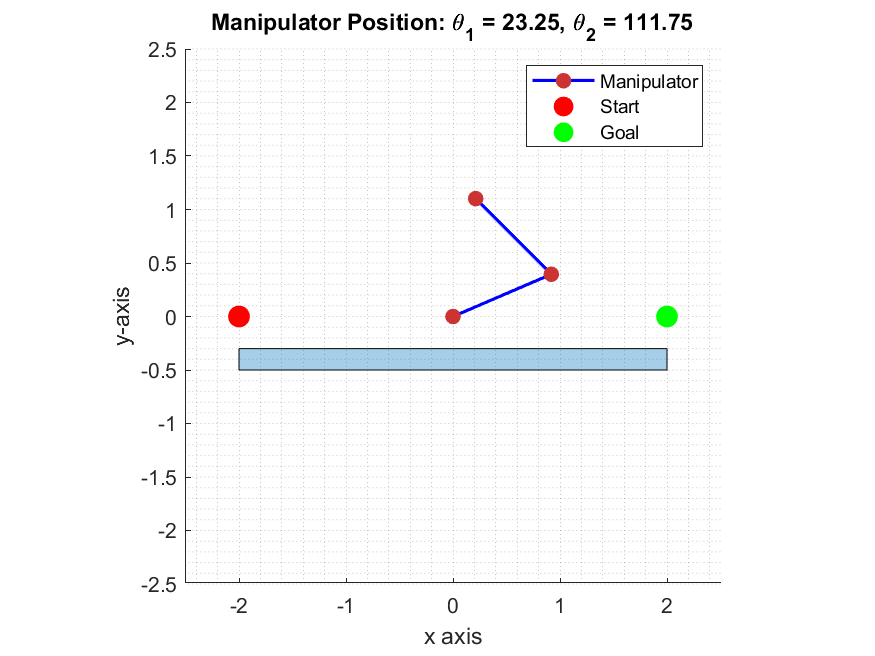 Manipulator Position: θ1 = 23.25, θ2 = 111.75
Manipulator
Start
Goal
2.5
2
1.5
1
0.5
0
-0.5
-1
-1.5
-2
-2.5
y-axis
-2 -1 0 1 2
x axis